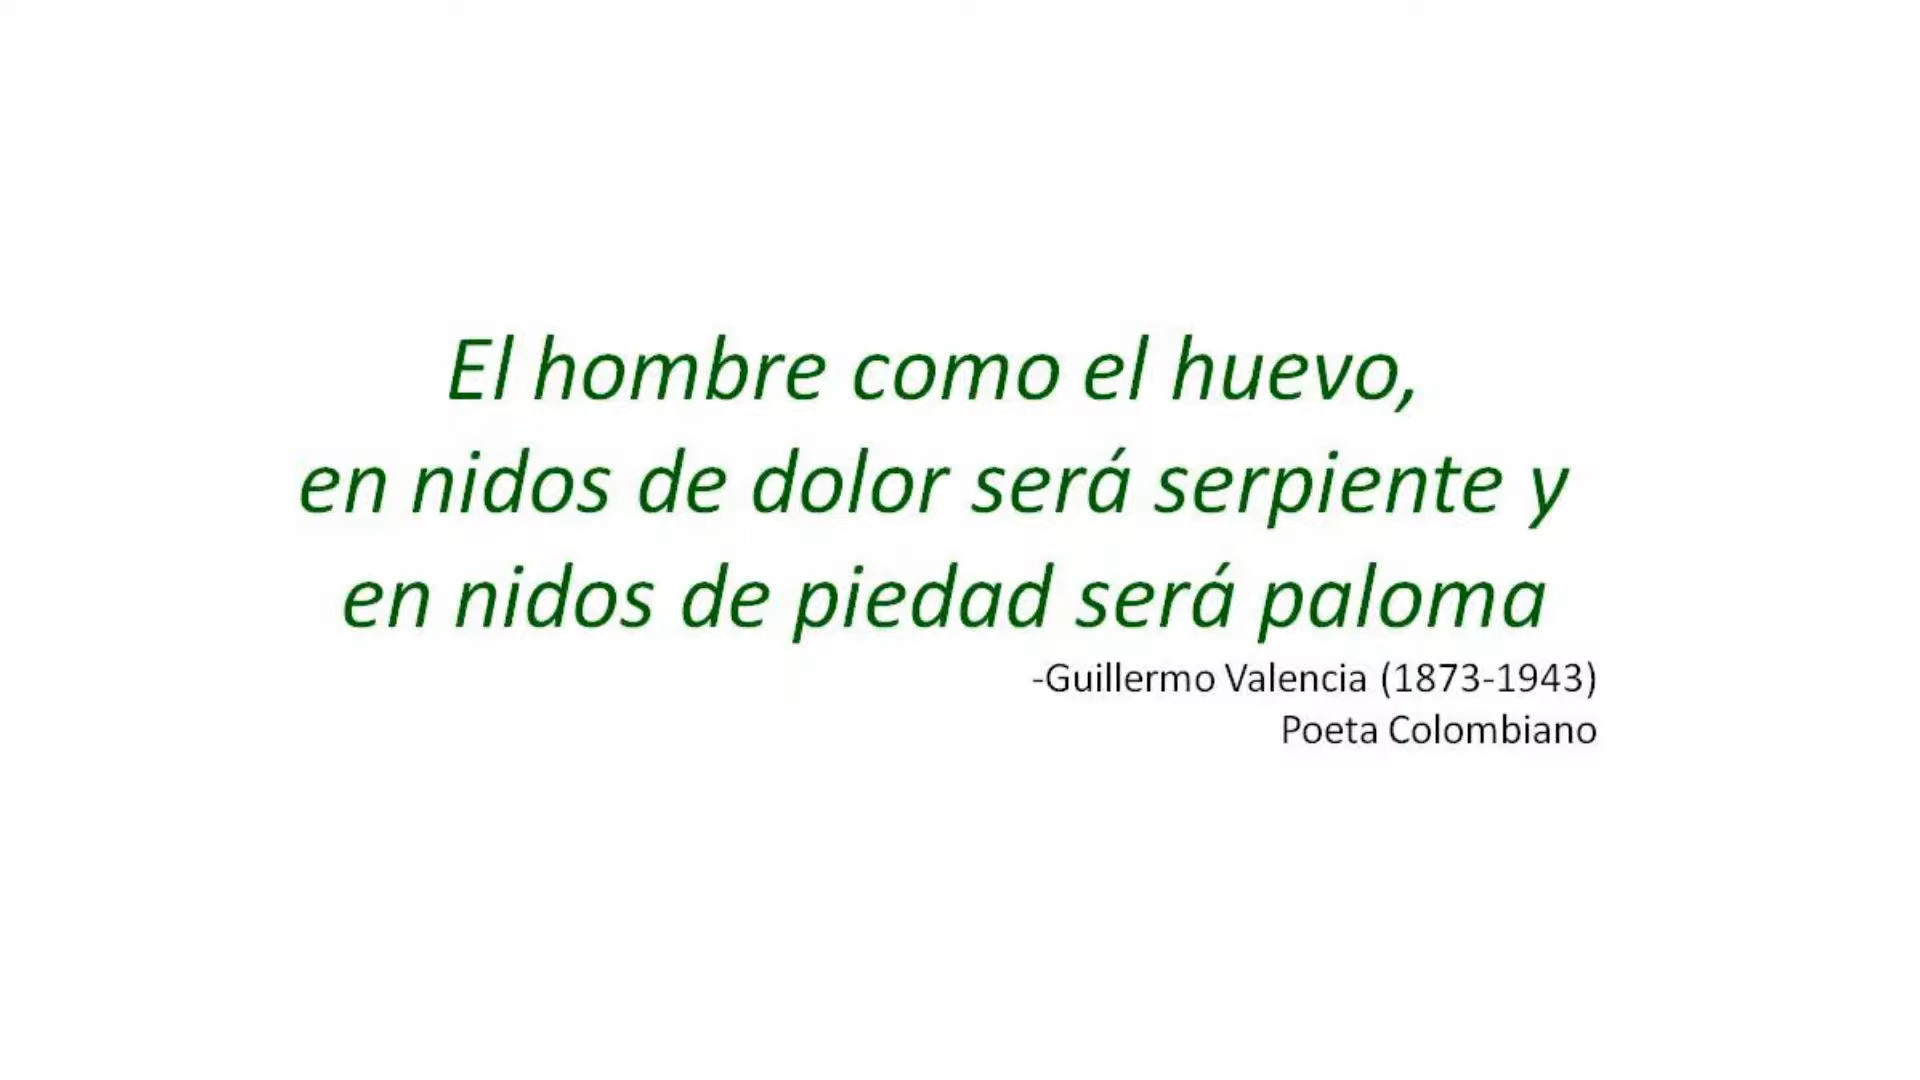 El hombre como el huevo,
en nidos de dolor será serpiente y
en nidos de piedad será paloma
-Guillermo Valencia (1873-1943)
Poeta Colombiano